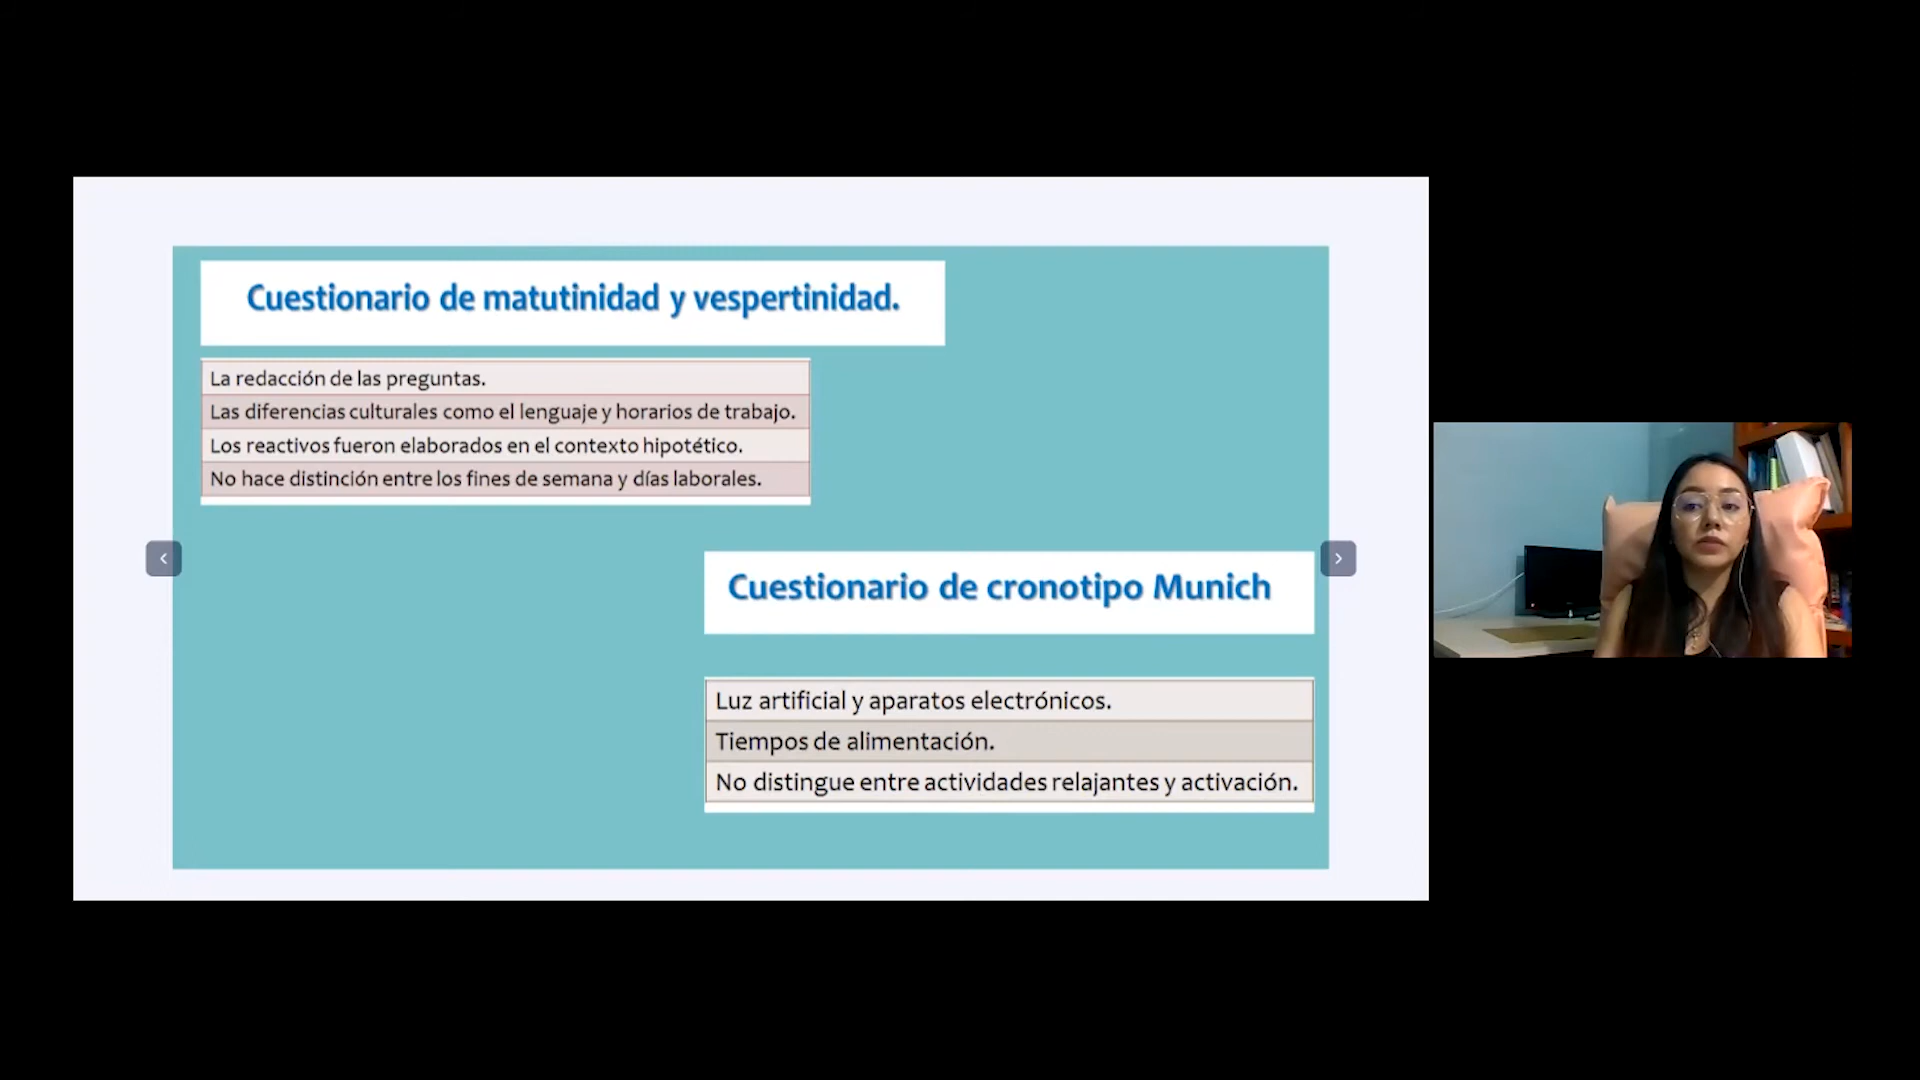 Cuestionario de matutinidad y vespertinidad.
La redacción de las preguntas.
Las diferencias culturales como el lenguaje y horarios de trabajo.
Los reactivos fueron elaborados en el contexto hipotético.
No hace distinción entre los fines de semana y días laborales.
Cuestionario de cronotipo Munich
Luz artificial y aparatos electrónicos.
Tiempos de alimentación.
No distingue entre actividades relajantes y activación.